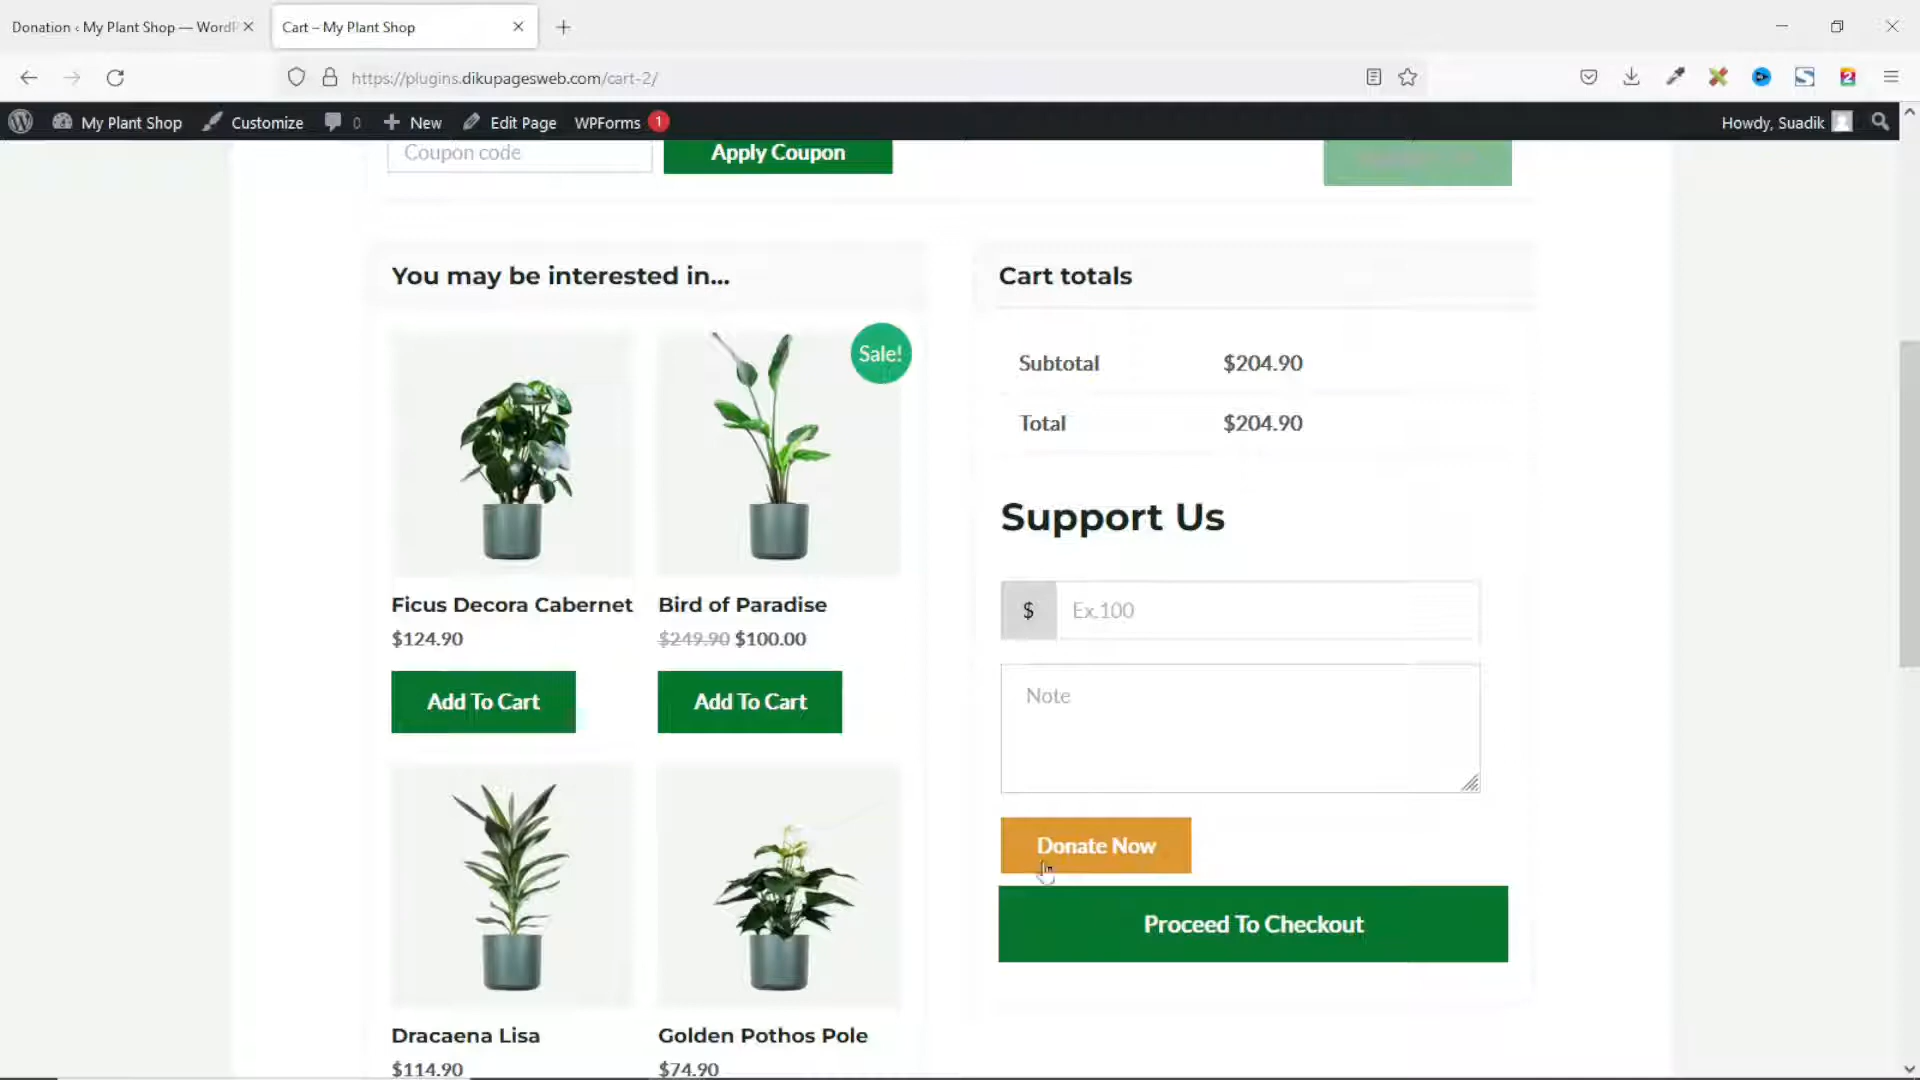 Donation ‹ My Plant Shop — WordP
Cart – My Plant Shop
https://plugins.dikupagesweb.com/cart-2/
2
My Plant Shop
Customize
0
New
Edit Page
WPForms
1
Howdy, Suadik
Coupon code
Apply Coupon
You may be interested in...
Sale!
Ficus Decora Cabernet
$124.90
Add To Cart
Bird of Paradise
$249.90 $100.00
Add To Cart
Dracaena Lisa
$114.90
Golden Pothos Pole
$74.90
Cart totals
Subtotal $204.90
Total $204.90
Support Us
$ Ex.100
Note
Donate Now
Proceed To Checkout